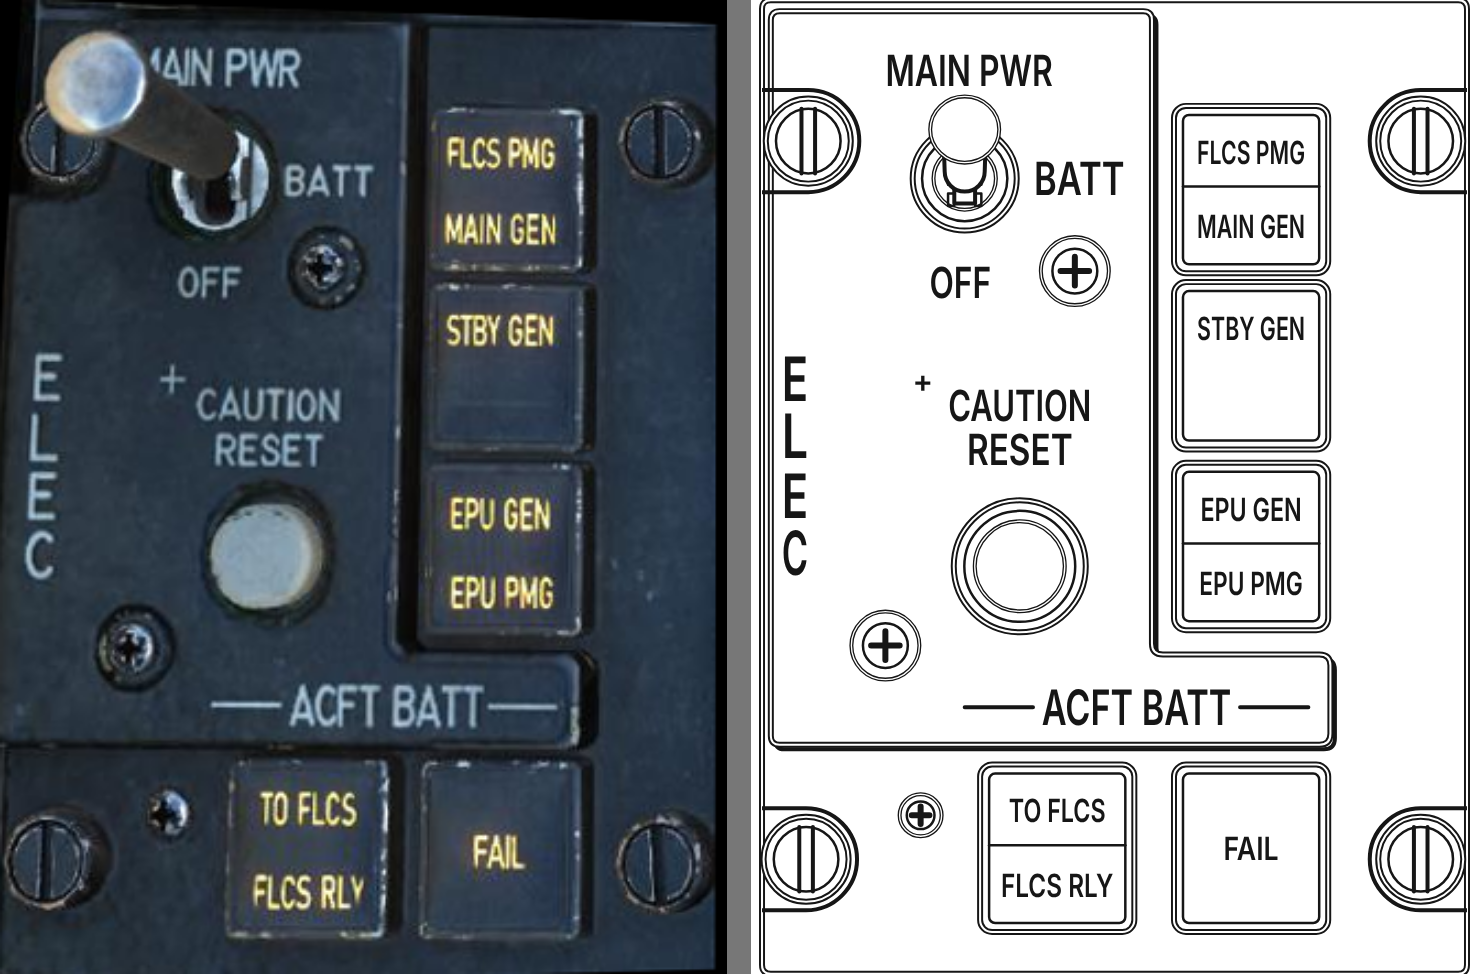 MAIN PWR
BATT
OFF
+ CAUTION
RESET
ELEC
FLCS PMG
MAIN GEN
STBY GEN
EPU GEN
EPU PMG
ACFT BATT
TO FLCS
FLCS RLY
FAIL
MAIN PWR
BATT
OFF
+ CAUTION
RESET
ELEC
FLCS PMG
MAIN GEN
STBY GEN
EPU GEN
EPU PMG
ACFT BATT
TO FLCS
FLCS RLY
FAIL